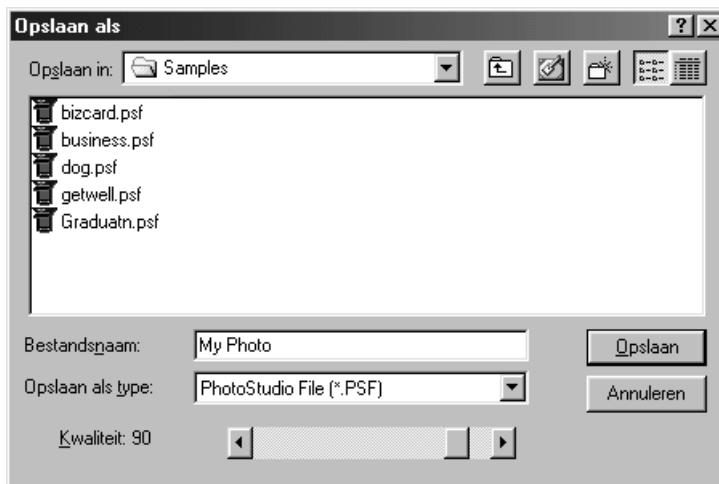 Opslaan als
Opslaan in: Samples
bizcard.psf
business.psf
dog.psf
getwell.psf
Graduatn.psf
Bestandsnaam: My Photo Opslaan
Opslaan als type: PhotoStudio File (*.PSF) Annuleren
Kwaliteit: 90